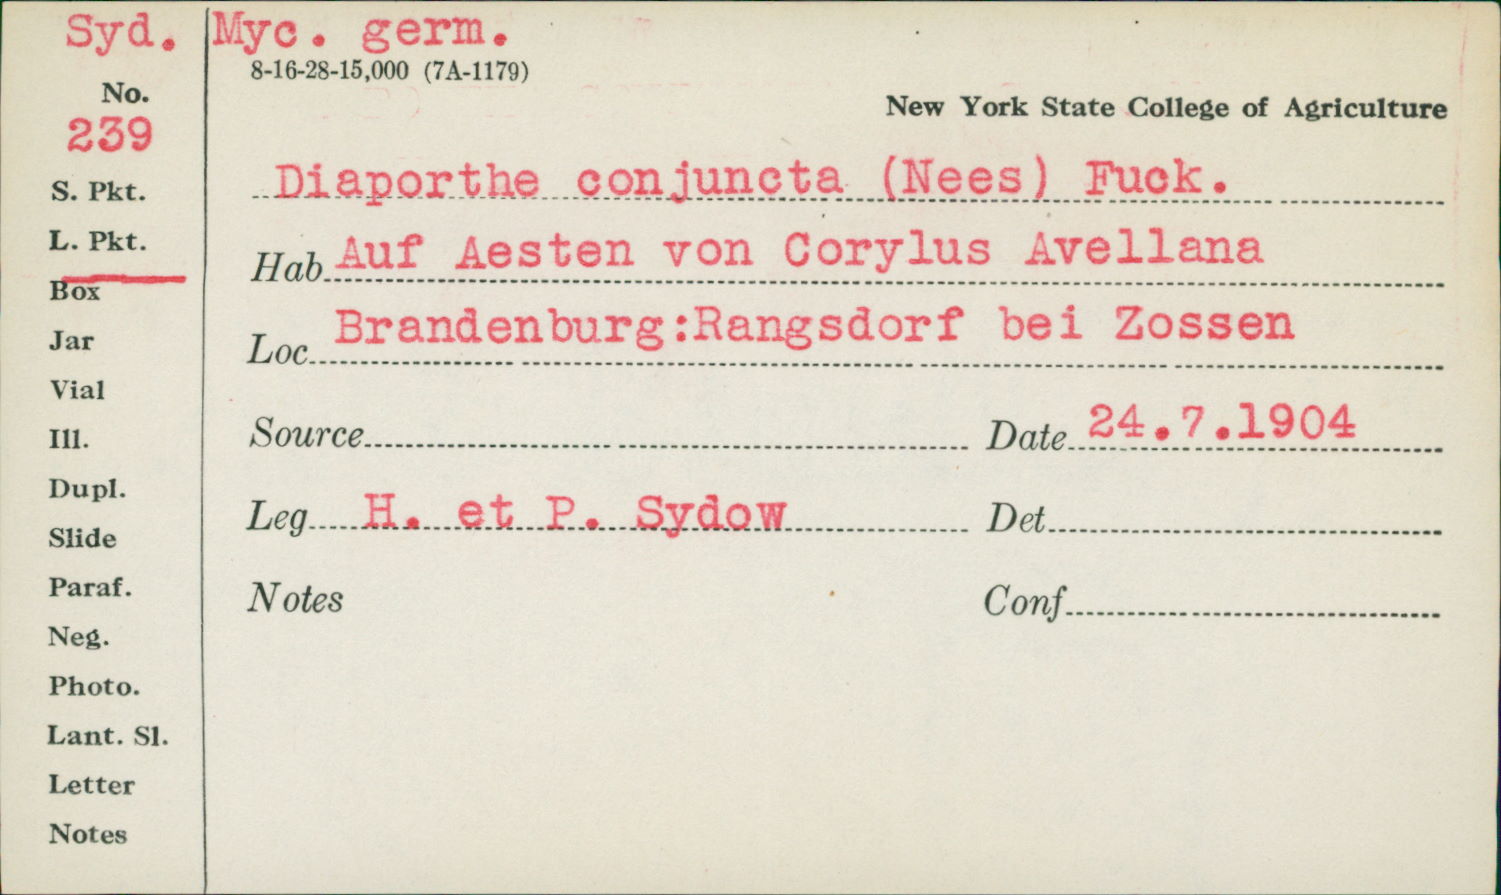 Syd. Myc. germ.
8-16-28-15,000 (7A-1179)
No.
239
New York State College of Agriculture
S. Pkt.
L. Pkt.
Box
Jar
Vial
Ill.
Dupl.
Slide
Paraf.
Neg.
Photo.
Lant. Sl.
Letter
Notes
Diaporthe conjuncta (Nees) Fuck.
Hab Auf Aesten von Corylus Avellana
Loc Brandenburg:Rangsdorf bei Zossen
Source Date 24.7.1904
Leg H. et P. Sydow Det
Notes Conf